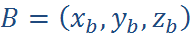 B = (x_b, y_b, z_b)